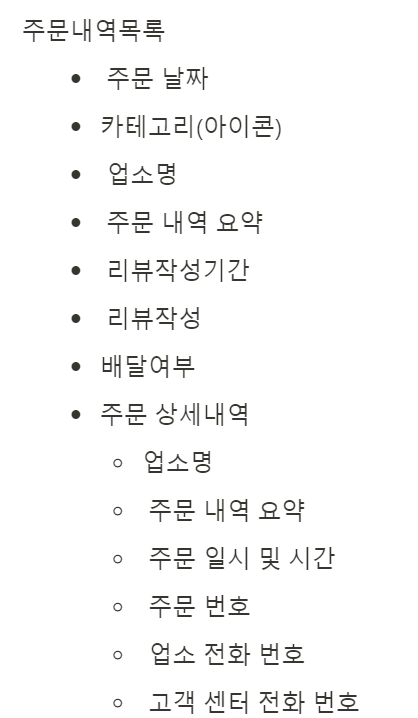 주문내역목록
• 주문 날짜
• 카테고리(아이콘)
• 업소명
• 주문 내역 요약
• 리뷰작성기간
• 리뷰작성
• 배달여부
• 주문 상세내역
○ 업소명
○ 주문 내역 요약
○ 주문 일시 및 시간
○ 주문 번호
○ 업소 전화 번호
○ 고객 센터 전화 번호